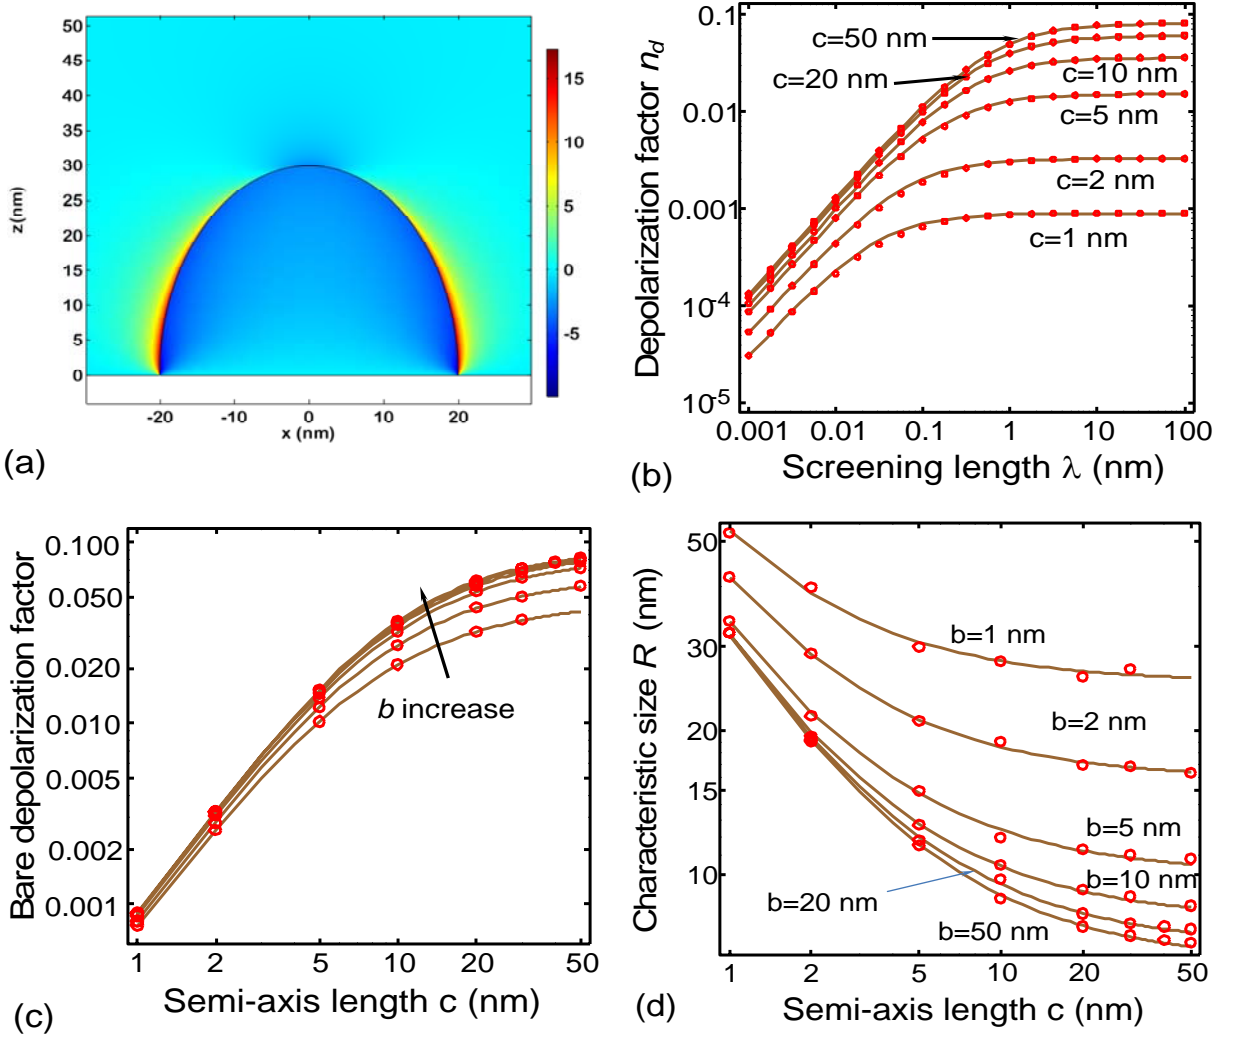 50
45
40
35
30
25
20
15
10
5
0
z(nm)
-20
-10
0
10
20
x (nm)
15
10
5
0
-5
(a)
0.1
0.01
0.001
10-4
10-5
Depolarization factor nd
c=50 nm
c=20 nm
c=10 nm
c=5 nm
c=2 nm
c=1 nm
0.001
0.01
0.1
1
10
100
Screening length λ (nm)
(b)
0.100
0.050
0.020
0.010
0.005
0.002
0.001
Bare depolarization factor
b increase
1
2
5
10
20
50
Semi-axis length c (nm)
(c)
50
30
20
15
10
Characteristic size R (nm)
b=1 nm
b=2 nm
b=5 nm
b=10 nm
b=20 nm
b=50 nm
1
2
5
10
20
50
Semi-axis length c (nm)
(d)